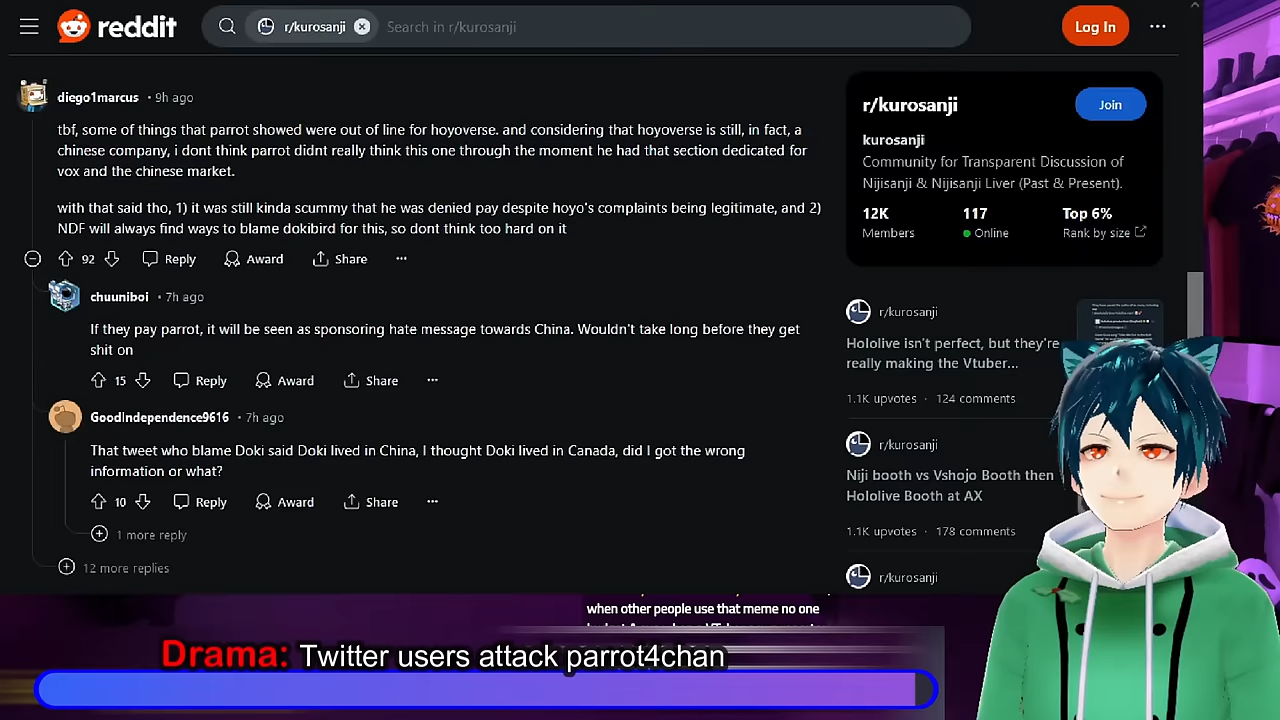 reddit
r/kurosanji
Search in r/kurosanji
Log In
diego1marcus • 9h ago
tbf, some of things that parrot showed were out of line for hoyoverse. and considering that hoyoverse is still, in fact, a
chinese company, i dont think parrot didnt really think this one through the moment he had that section dedicated for
vox and the chinese market.
with that said tho, 1) it was still kinda scummy that he was denied pay despite hoyo's complaints being legitimate, and 2)
NDF will always find ways to blame dokibird for this, so dont think too hard on it
92 Reply Award Share
chuuniboi • 7h ago
If they pay parrot, it will be seen as sponsoring hate message towards China. Wouldn't take long before they get
shit on
15 Reply Award Share
GoodIndependence9616 • 7h ago
That tweet who blame Doki said Doki lived in China, I thought Doki lived in Canada, did I got the wrong
information or what?
10 Reply Award Share
1 more reply
12 more replies
r/kurosanji
Join
kurosanji
Community for Transparent Discussion of
Nijisanji & Nijisanji Liver (Past & Present).
12K 117 Top 6%
Members Online Rank by size
r/kurosanji
Hololive isn't perfect, but they're
really making the Vtuber...
1.1K upvotes • 124 comments
r/kurosanji
Niji booth vs Vshojo Booth then
Hololive Booth at AX
1.1K upvotes • 178 comments
r/kurosanji
when other people use that meme no one
Drama: Twitter users attack parrot4chan